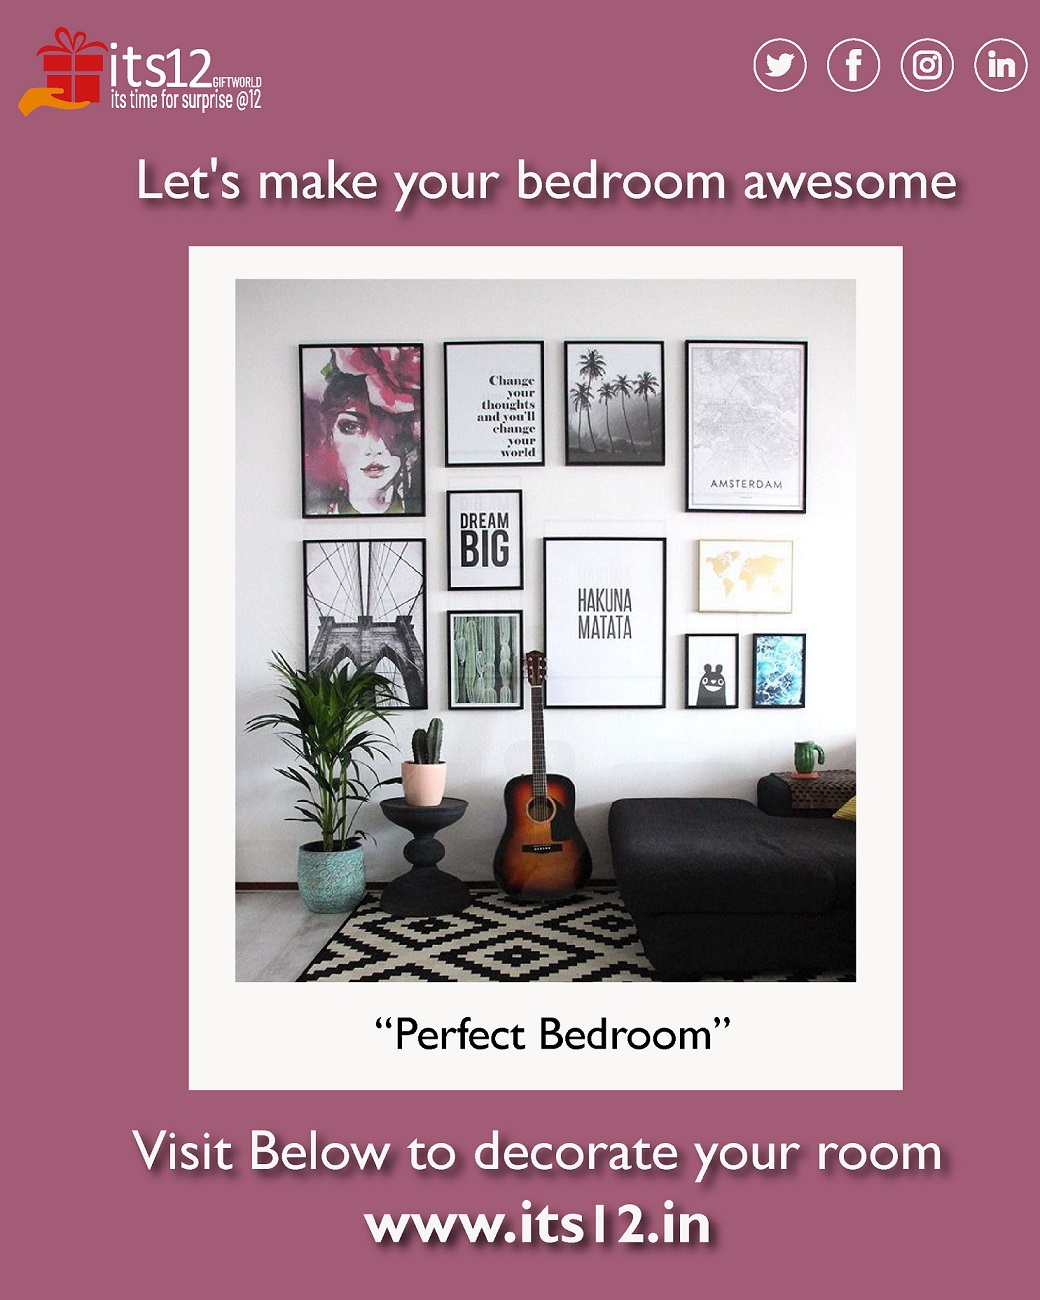 its12
GIFTWORLD
its time for surprise @12
Let's make your bedroom awesome
Change
your
thoughts
and you'll
change
your
world
AMSTERDAM
DREAM
BIG
HAKUNA
MATATA
“Perfect Bedroom”
Visit Below to decorate your room
www.its12.in